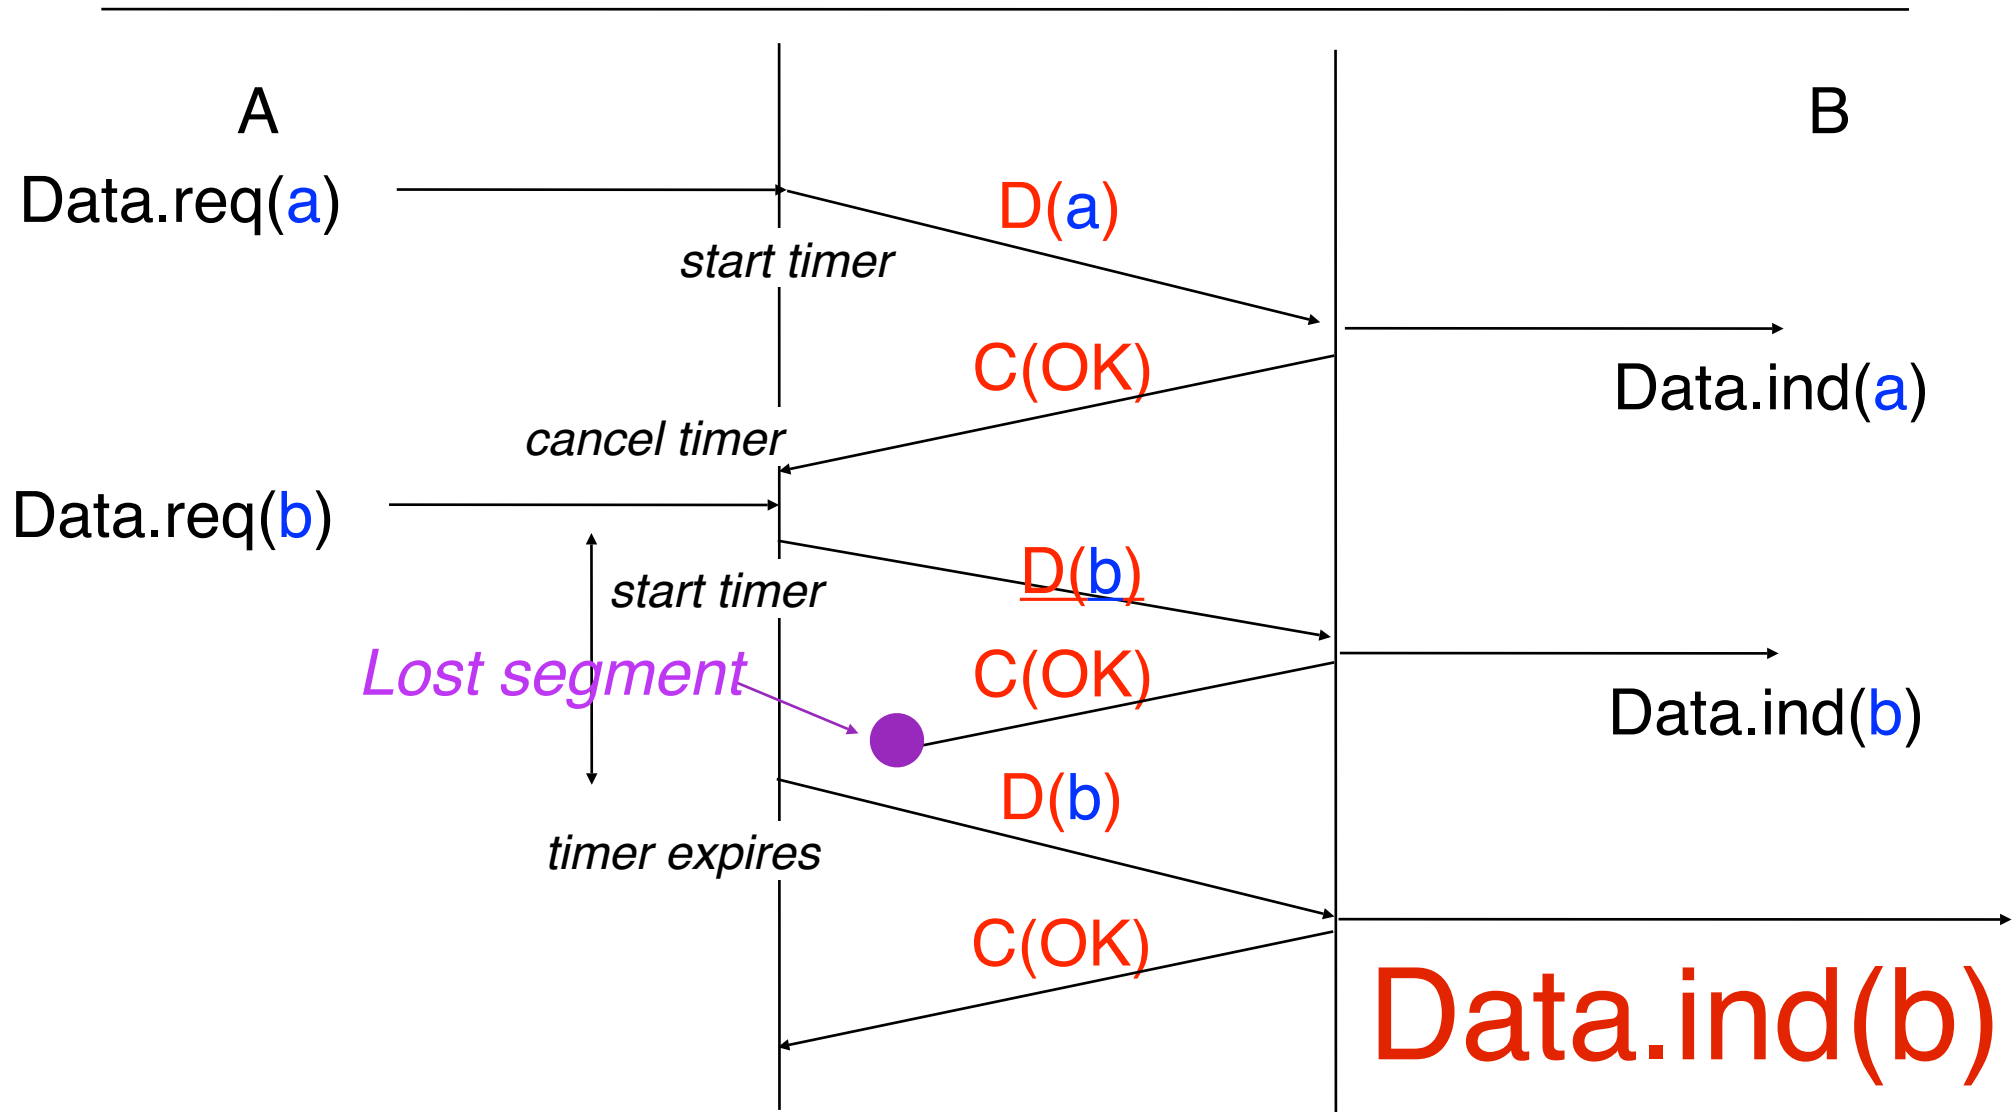 A
B
Data.req(a)
D(a)
start timer
C(OK)
Data.ind(a)
cancel timer
Data.req(b)
D(b)
start timer
Lost segment
C(OK)
Data.ind(b)
D(b)
timer expires
C(OK)
Data.ind(b)